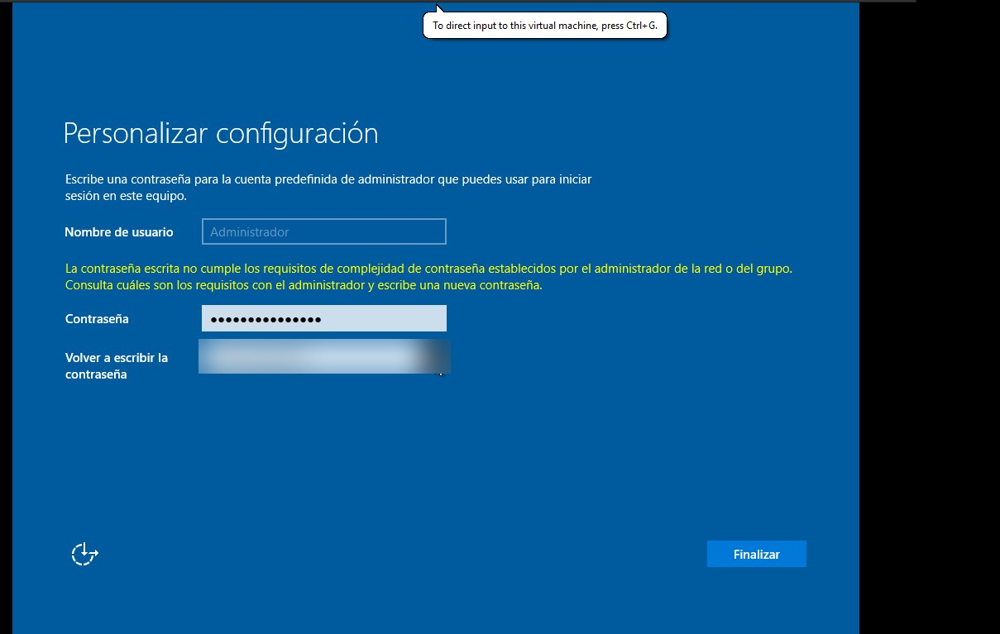 To direct input to this virtual machine, press Ctrl+G.
Personalizar configuración
Escribe una contraseña para la cuenta predefinida de administrador que puedes usar para iniciar
sesión en este equipo.
Nombre de usuario
Administrador
La contraseña escrita no cumple los requisitos de complejidad de contraseña establecidos por el administrador de la red o del grupo.
Consulta cuáles son los requisitos con el administrador y escribe una nueva contraseña.
Contraseña
Volver a escribir la
contraseña
Finalizar